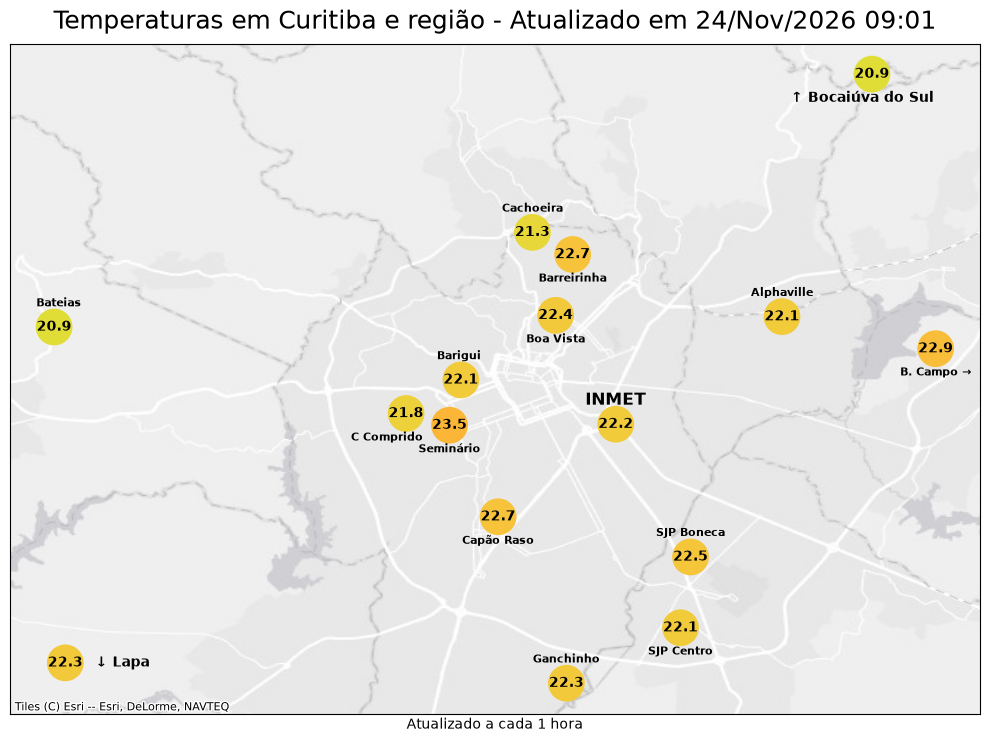 Temperaturas em Curitiba e região - Atualizado em 24/Nov/2026 09:01
20.9
↑ Bocaiúva do Sul
Cachoeira
21.3
22.7
Barreirinha
Bateias
20.9
22.4
Boa Vista
Alphaville
22.1
22.9
B. Campo →
Barigui
22.1
21.8
C Comprido
23.5
Seminário
INMET
22.2
22.7
Capão Raso
SJP Boneca
22.5
22.1
SJP Centro
22.3 ↓ Lapa
Ganchinho
22.3
Tiles (C) Esri -- Esri, DeLorme, NAVTEQ
Atualizado a cada 1 hora